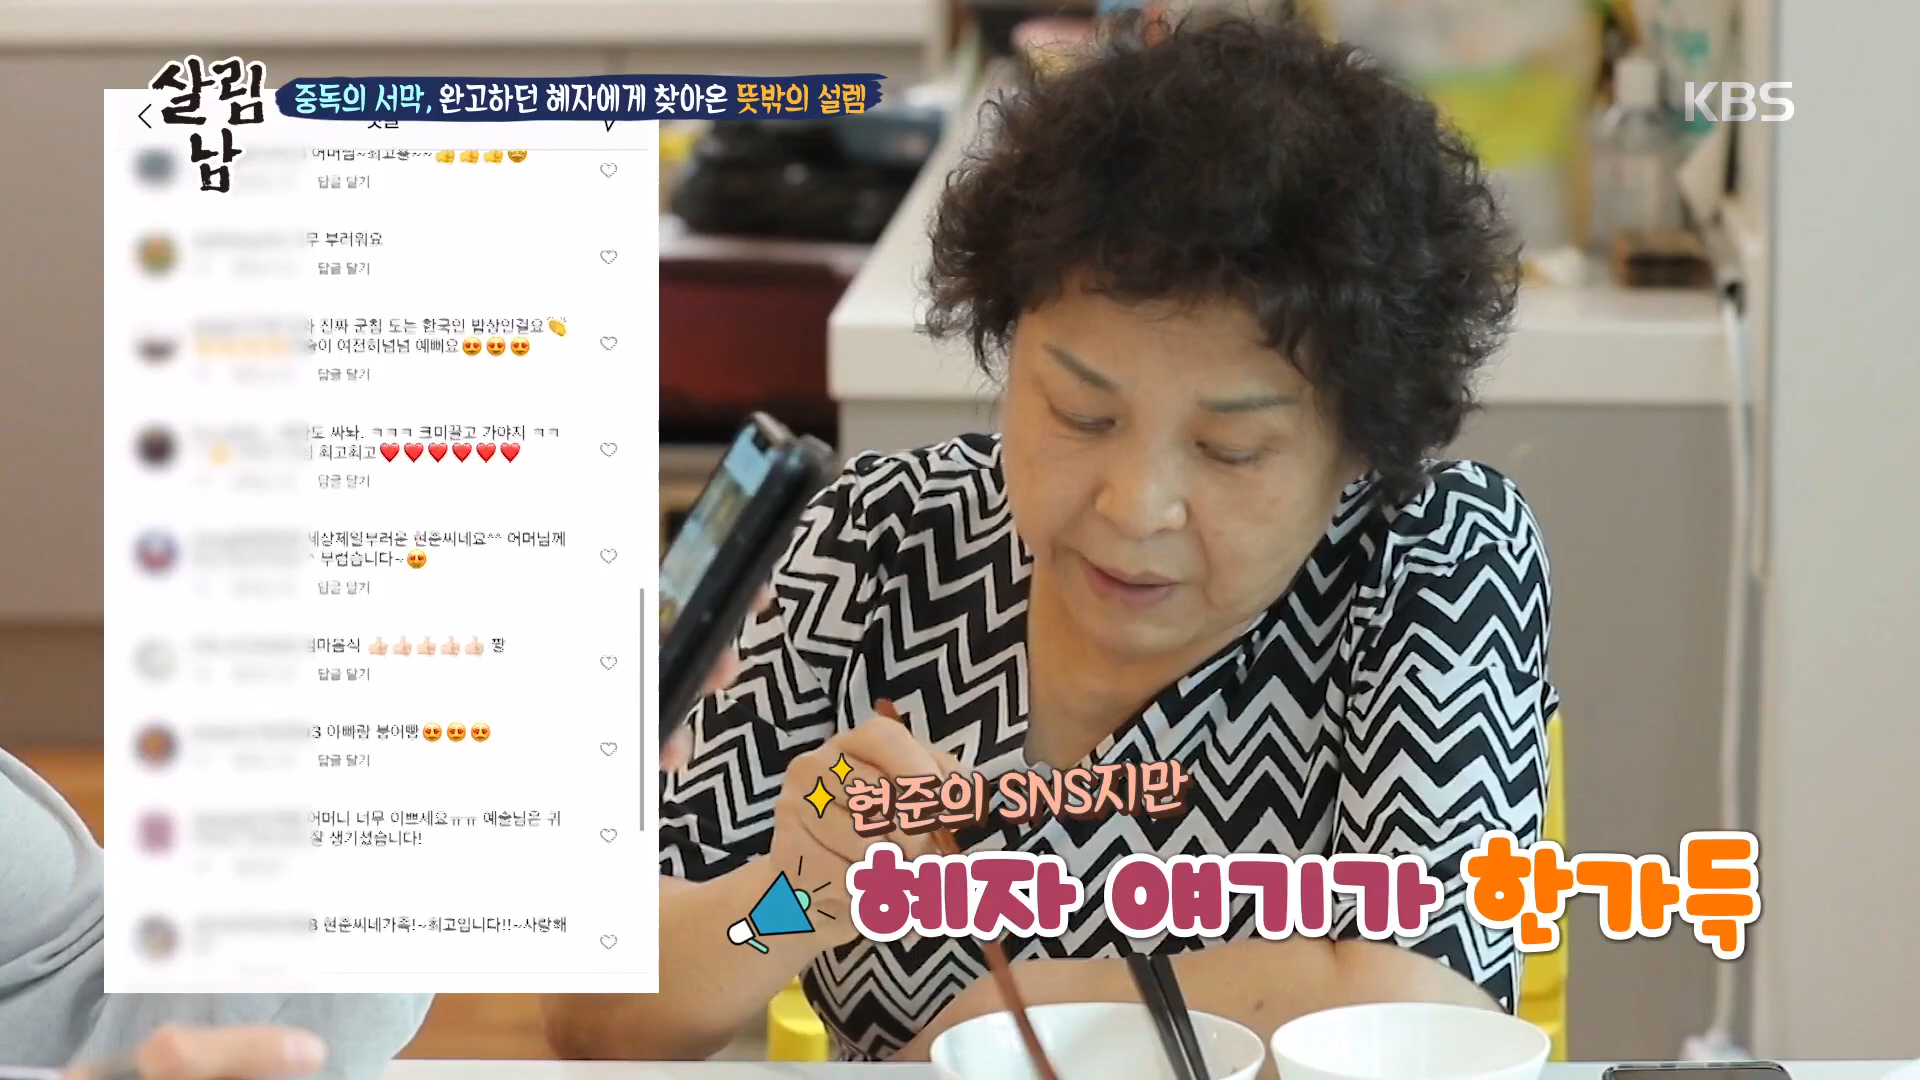 살림남
중독의 서막, 완고하던 혜자에게 찾아온 뜻밖의 설렘
KBS
어머님~최고욤~~👍👍👍
답글 달기
부러워요
답글 달기
진짜 군침 도는 한국인 밥상인걸요👏
여전히넘넘 예뻐요😍😍😍
답글 달기
싸놔. ㅋㅋㅋ 크미끌고 가야지 ㅋㅋ
최고최고❤️❤️❤️❤️❤️❤️
답글 달기
세상제일부러운 현준씨네요^^ 어머님께
부럽습니다~😍
답글 달기
👍🏻👍🏻👍🏻👍🏻👍🏻 짱
답글 달기
3 아빠랑 붕어빵😍😍😍
답글 달기
어머니 너무 이쁘세요ㅠㅠ 예술님은 귀
잘 생기셨습니다!
8 현준씨네가족!~최고입니다!!~사랑해
현준의 SNS지만
혜자 얘기가 한가득